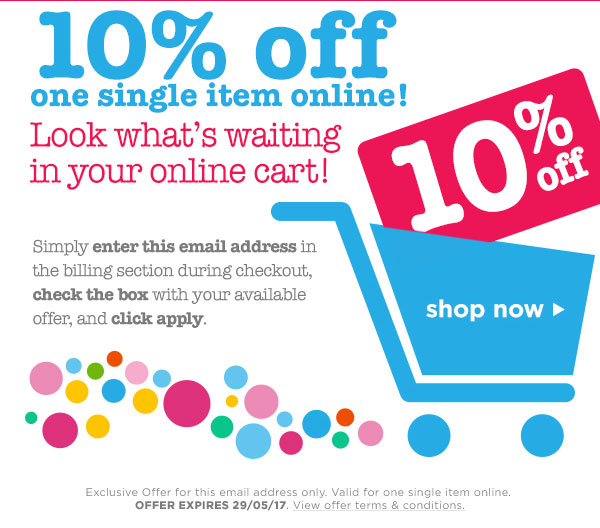 10% off
one single item online!
Look what's waiting
in your online cart!
10% off
Simply enter this email address in
the billing section during checkout,
check the box with your available
offer, and click apply.
shop now
Exclusive Offer for this email address only. Valid for one single item online.
OFFER EXPIRES 29/05/17. View offer terms & conditions.